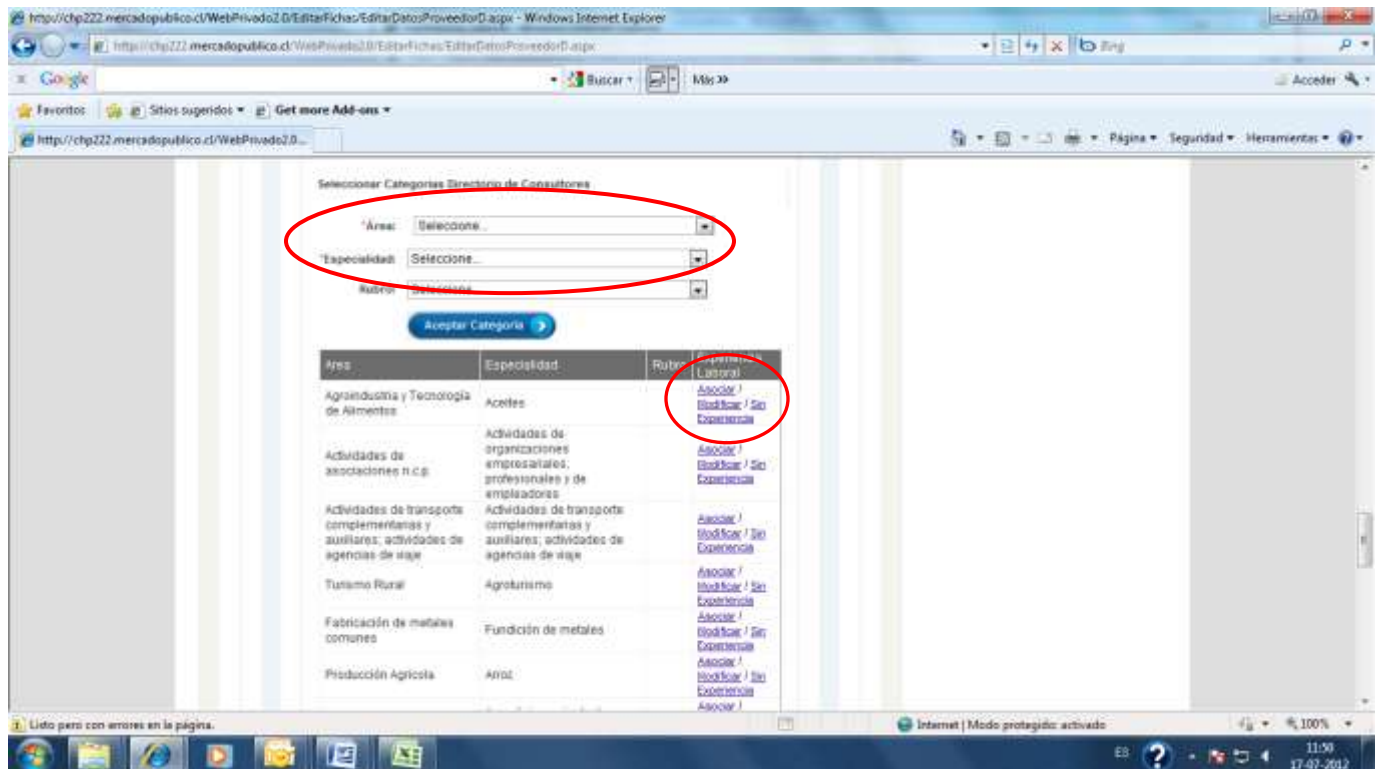 http://chp222.mercadopublico.cl/WebPrivado2.0/EditarFichas/EditarDatosProveedorD.aspx - Windows Internet Explorer
http://chp222.mercadopublico.cl/WebPrivado2.0/EditarFichas/EditarDatosProveedorD.aspx
Bing
Google
Buscar
Más »
Acceder
Favoritos
Sitios sugeridos
Get more Add-ons
http://chp222.mercadopublico.cl/WebPrivado2.0...
Página
Seguridad
Herramientas
Seleccionar Categorias Directorio de Consultores
*Área: Seleccione...
*Especialidad: Seleccione...
Rubro: Seleccione...
Aceptar Categoria
Area Especialidad Rubro Experiencia
Laboral
Agroindustria y Tecnología
de Alimentos
Aceites
Asociar /
Modificar / Sin
Experiencia
Actividades de
asociaciones n.c.p.
Actividades de
organizaciones
empresariales,
profesionales y de
empleadores
Asociar /
Modificar / Sin
Experiencia
Actividades de transporte
complementarias y
auxiliares; actividades de
agencias de viaje
Actividades de transporte
complementarias y
auxiliares; actividades de
agencias de viaje
Asociar /
Modificar / Sin
Experiencia
Turismo Rural
Agroturismo
Asociar /
Modificar / Sin
Experiencia
Fabricación de metales
comunes
Fundición de metales
Asociar /
Modificar / Sin
Experiencia
Producción Agrícola
Arroz
Asociar /
Modificar / Sin
Experiencia
Asociar /
Listo pero con errores en la página.
Internet | Modo protegido: activado
100%
ES
11:50
17-07-2012